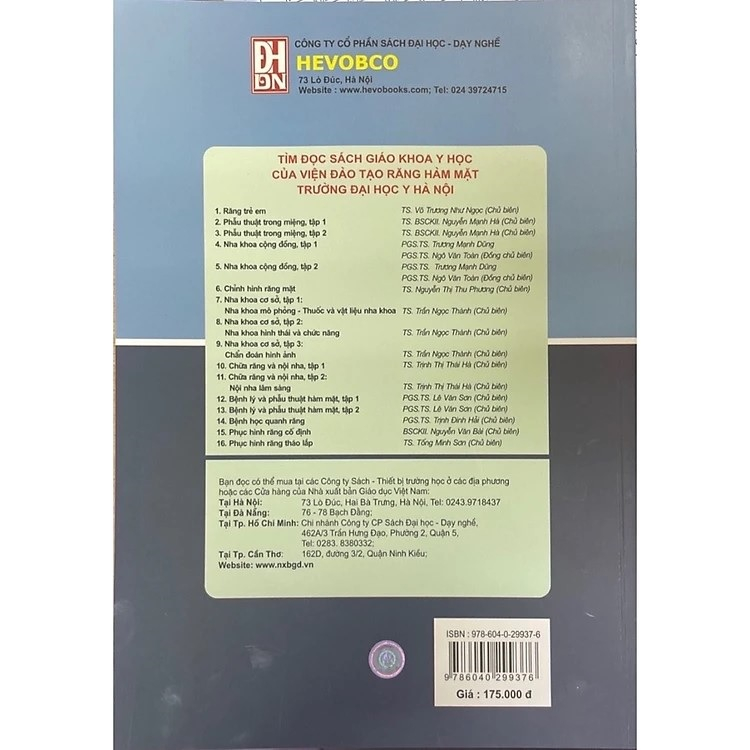 ĐH
DN
CÔNG TY CỔ PHẦN SÁCH ĐẠI HỌC - DẠY NGHỀ
HEVOBCO
73 Lò Đúc, Hà Nội
Website : www.hevobooks.com; Tel: 024 39724715
TÌM ĐỌC SÁCH GIÁO KHOA Y HỌC
CỦA VIỆN ĐÀO TẠO RĂNG HÀM MẶT
TRƯỜNG ĐẠI HỌC Y HÀ NỘI
1. Răng trẻ em TS. Võ Trương Như Ngọc (Chủ biên)
2. Phẫu thuật trong miệng, tập 1 TS. BSCKII. Nguyễn Mạnh Hà (Chủ biên)
3. Phẫu thuật trong miệng, tập 2 TS. BSCKII. Nguyễn Mạnh Hà (Chủ biên)
4. Nha khoa cộng đồng, tập 1 PGS.TS. Trương Mạnh Dũng
PGS.TS. Ngô Văn Toàn (Đồng chủ biên)
5. Nha khoa cộng đồng, tập 2 PGS.TS. Trương Mạnh Dũng
PGS.TS. Ngô Văn Toàn (Đồng chủ biên)
6. Chỉnh hình răng mặt TS. Nguyễn Thị Thu Phương (Chủ biên)
7. Nha khoa cơ sở, tập 1:
Nha khoa mô phỏng - Thuốc và vật liệu nha khoa TS. Trần Ngọc Thành (Chủ biên)
8. Nha khoa cơ sở, tập 2:
Nha khoa hình thái và chức năng TS. Trần Ngọc Thành (Chủ biên)
9. Nha khoa cơ sở, tập 3:
Chẩn đoán hình ảnh TS. Trần Ngọc Thành (Chủ biên)
10. Chữa răng và nội nha, tập 1 TS. Trịnh Thị Thái Hà (Chủ biên)
11. Chữa răng và nội nha, tập 2:
Nội nha lâm sàng TS. Trịnh Thị Thái Hà (Chủ biên)
12. Bệnh lý và phẫu thuật hàm mặt, tập 1 PGS.TS. Lê Văn Sơn (Chủ biên)
13. Bệnh lý và phẫu thuật hàm mặt, tập 2 PGS.TS. Lê Văn Sơn (Chủ biên)
14. Bệnh học quanh răng PGS.TS. Trịnh Đình Hải (Chủ biên)
15. Phục hình răng cố định BSCKII. Nguyễn Văn Bài (Chủ biên)
16. Phục hình răng tháo lắp TS. Tống Minh Sơn (Chủ biên)
Bạn đọc có thể mua tại các Công ty Sách - Thiết bị trường học ở các địa phương
hoặc các Cửa hàng của Nhà xuất bản Giáo dục Việt Nam:
Tại Hà Nội: 73 Lò Đúc, Hai Bà Trưng, Hà Nội, Tel: 0243.9718437
Tại Đà Nẵng: 76 - 78 Bạch Đằng;
Tại Tp. Hồ Chí Minh: Chi nhánh Công ty CP Sách Đại học - Dạy nghề,
462A/3 Trần Hưng Đạo, Phường 2, Quận 5,
Tel: 0283. 8380332;
Tại Tp. Cần Thơ: 162D, đường 3/2, Quận Ninh Kiều;
Website: www.nxbgd.vn
ISBN : 978-604-0-29937-6
9 786040 299376
Giá : 175.000 đ